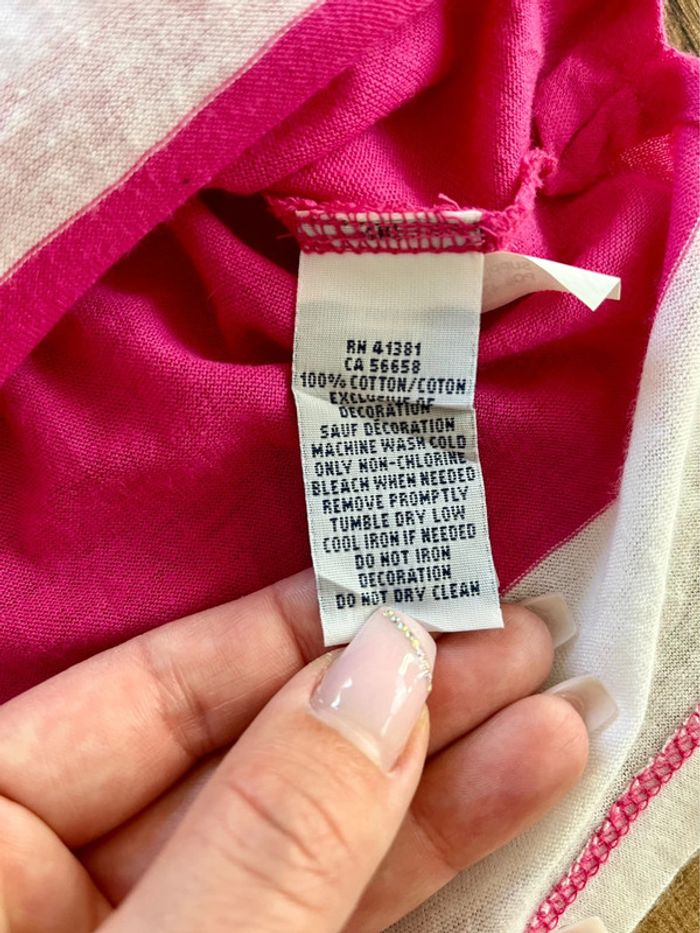 RN 41381
CA 56658
100% COTTON/COTON
EXCLUSIVE OF
DECORATION
SAUF DÉCORATION
MACHINE WASH COLD
ONLY NON-CHLORINE
BLEACH WHEN NEEDED
REMOVE PROMPTLY
TUMBLE DRY LOW
COOL IRON IF NEEDED
DO NOT IRON
DECORATION
DO NOT DRY CLEAN